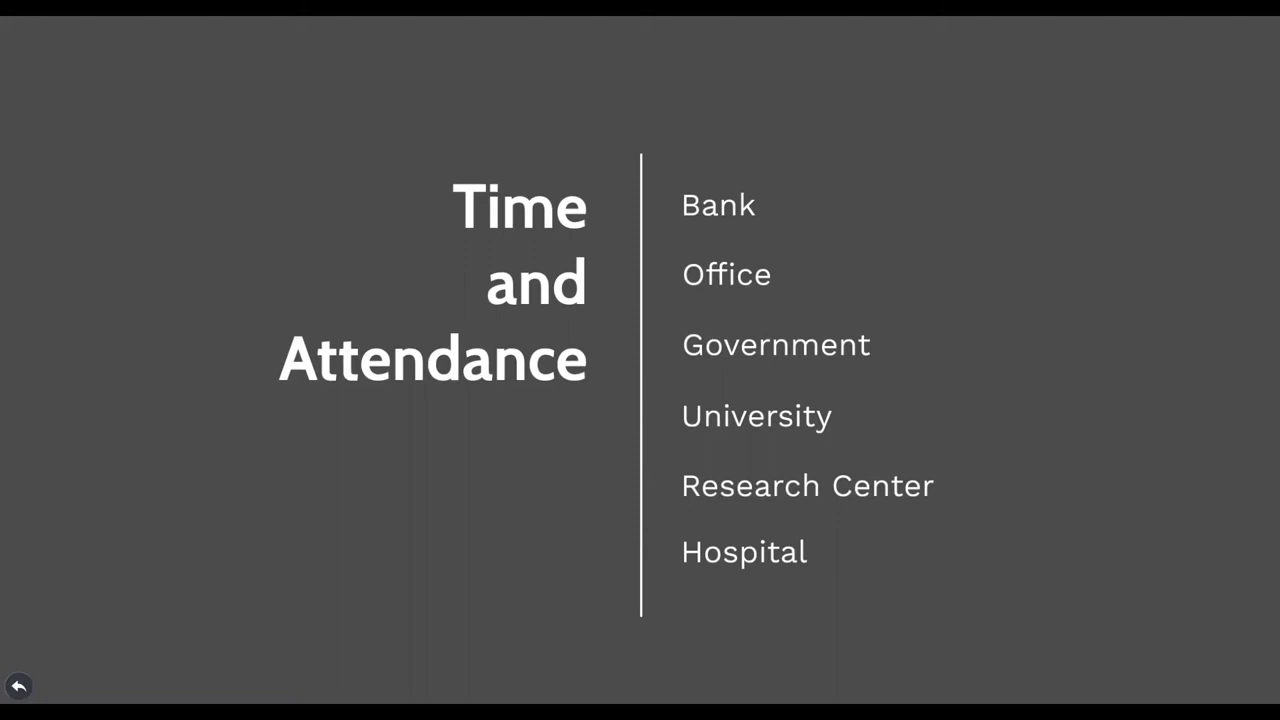 Time
and
Attendance
Bank
Office
Government
University
Research Center
Hospital